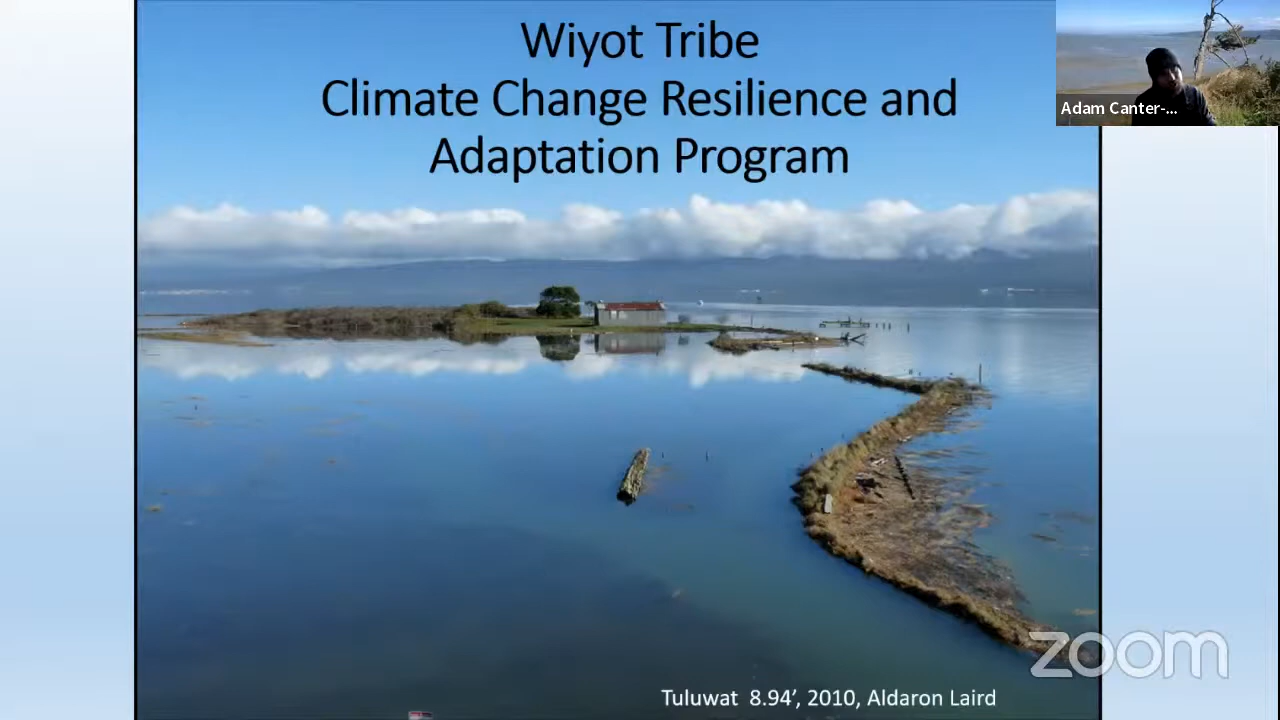 Wiyot Tribe
Climate Change Resilience and
Adaptation Program
Adam Canter-...
zoom
Tuluwat 8.94’, 2010, Aldaron Laird